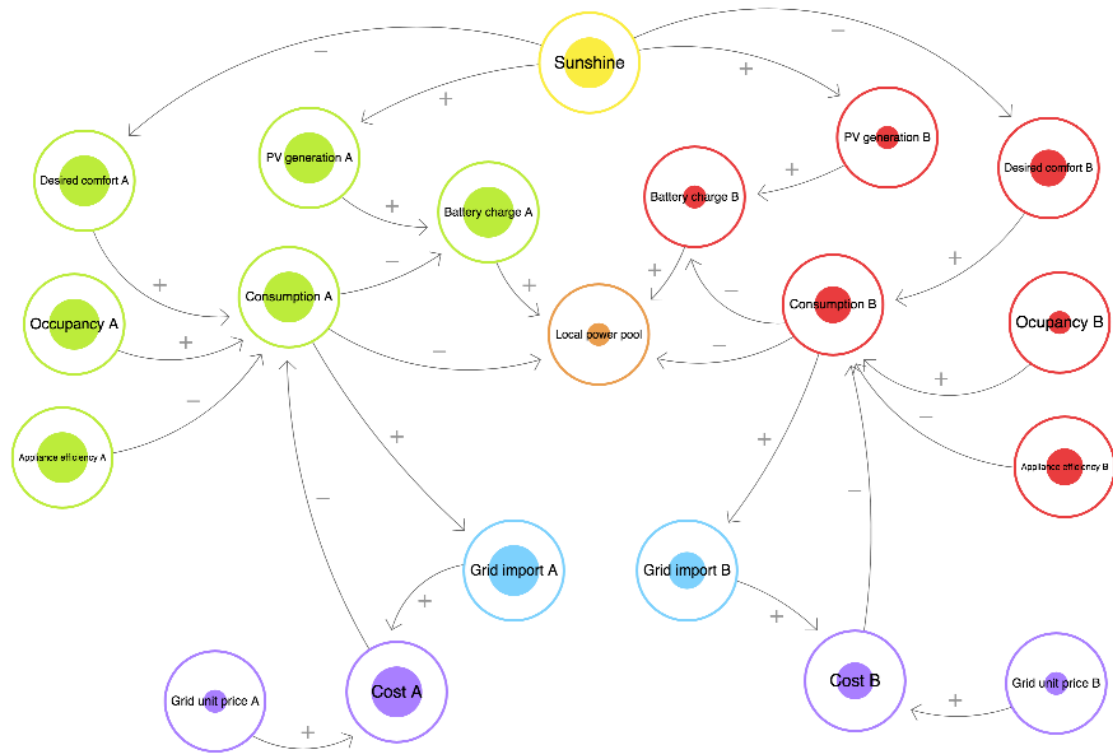 Sunshine
−
−
+
+
PV generation A
PV generation B
Desired comfort A
Desired comfort B
+
+
Battery charge A
Battery charge B
+
−
+
+
+
+
Consumption A
Consumption B
−
Occupancy A
Ocupancy B
Local power pool
+
−
−
+
−
−
Appliance efficiency A
Appliance efficiency B
+
+
−
−
Grid import A
Grid import B
+
+
Cost A
Cost B
Grid unit price A
Grid unit price B
+
+